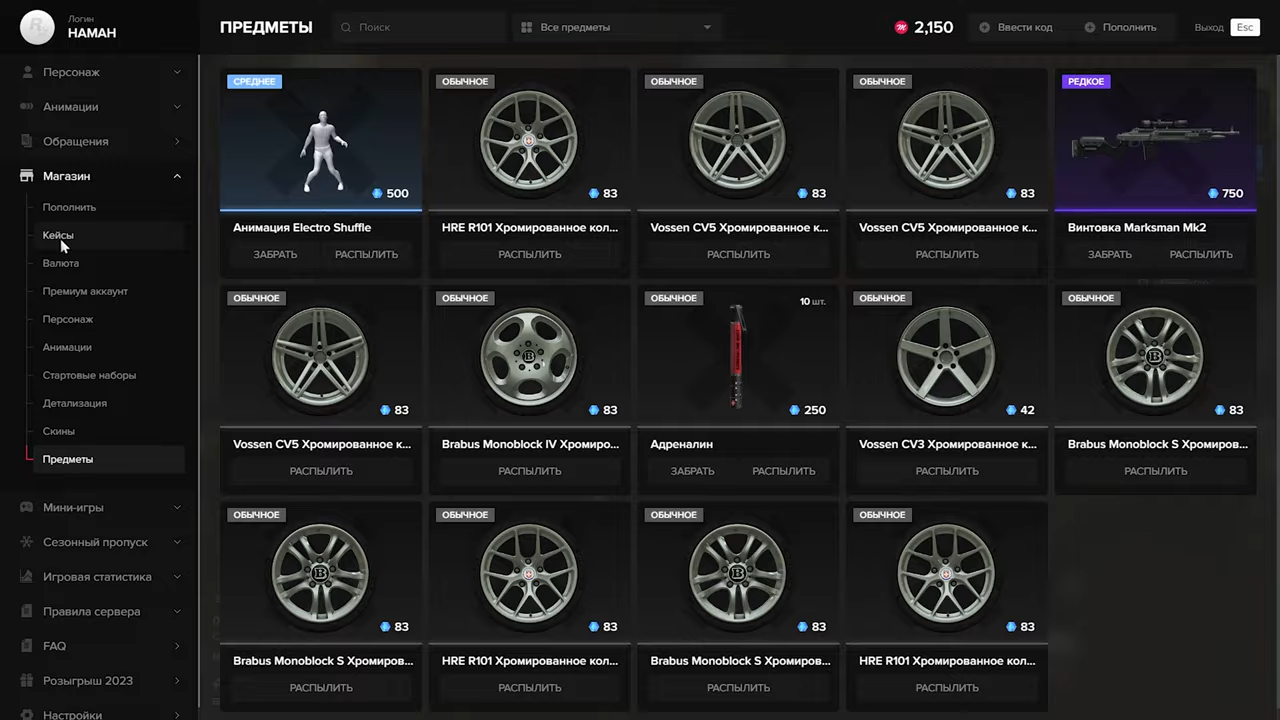 Логин
НАМАН
ПРЕДМЕТЫ
Поиск
Все предметы
2,150
Ввести код
Пополнить
Выход
Esc
Персонаж
Анимации
Обращения
Магазин
Пополнить
Кейсы
Валюта
Премиум аккаунт
Персонаж
Анимации
Стартовые наборы
Детализация
Скины
Предметы
Мини-игры
Сезонный пропуск
Игровая статистика
Правила сервера
FAQ
Розыгрыш 2023
Настройки
СРЕДНЕЕ
500
Анимация Electro Shuffle
ЗАБРАТЬ
РАСПЫЛИТЬ
ОБЫЧНОЕ
83
HRE R101 Хромированное кол...
РАСПЫЛИТЬ
ОБЫЧНОЕ
83
Vossen CV5 Хромированное к...
РАСПЫЛИТЬ
ОБЫЧНОЕ
83
Vossen CV5 Хромированное к...
РАСПЫЛИТЬ
РЕДКОЕ
750
Винтовка Marksman Mk2
ЗАБРАТЬ
РАСПЫЛИТЬ
ОБЫЧНОЕ
83
Vossen CV5 Хромированное к...
РАСПЫЛИТЬ
ОБЫЧНОЕ
83
Brabus Monoblock IV Хромиро...
РАСПЫЛИТЬ
ОБЫЧНОЕ
10 шт.
250
Адреналин
ЗАБРАТЬ
РАСПЫЛИТЬ
ОБЫЧНОЕ
42
Vossen CV3 Хромированное к...
РАСПЫЛИТЬ
ОБЫЧНОЕ
83
Brabus Monoblock S Хромиров...
РАСПЫЛИТЬ
ОБЫЧНОЕ
83
Brabus Monoblock S Хромиров...
РАСПЫЛИТЬ
ОБЫЧНОЕ
83
HRE R101 Хромированное кол...
РАСПЫЛИТЬ
ОБЫЧНОЕ
83
Brabus Monoblock S Хромиров...
РАСПЫЛИТЬ
ОБЫЧНОЕ
83
HRE R101 Хромированное кол...
РАСПЫЛИТЬ